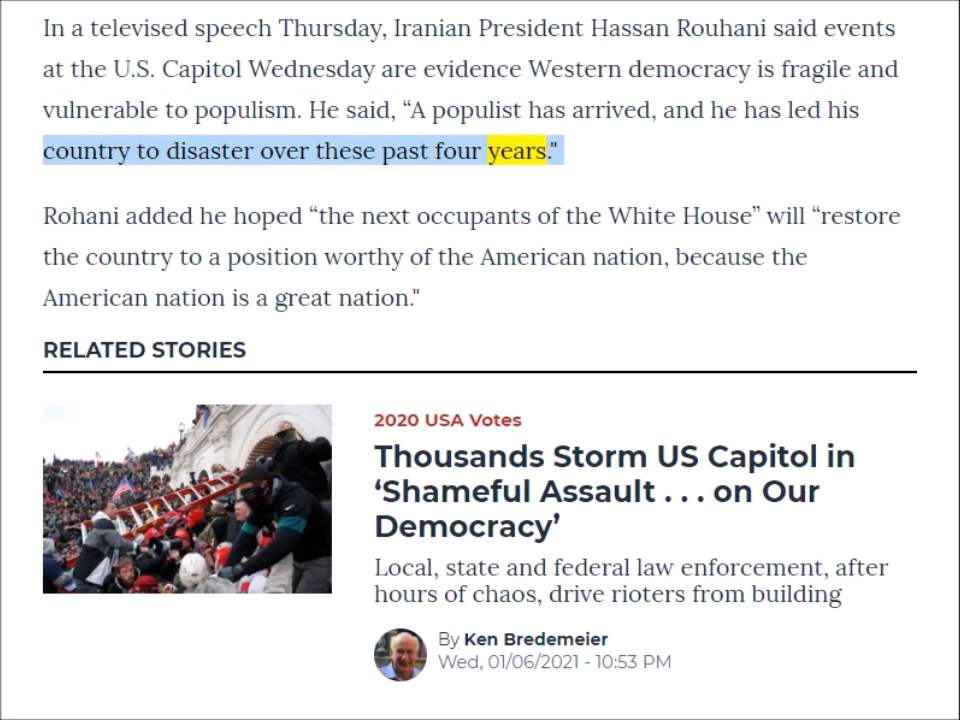 In a televised speech Thursday, Iranian President Hassan Rouhani said events
at the U.S. Capitol Wednesday are evidence Western democracy is fragile and
vulnerable to populism. He said, “A populist has arrived, and he has led his
country to disaster over these past four years."
Rohani added he hoped “the next occupants of the White House” will “restore
the country to a position worthy of the American nation, because the
American nation is a great nation."
RELATED STORIES
2020 USA Votes
Thousands Storm US Capitol in
‘Shameful Assault . . . on Our
Democracy’
Local, state and federal law enforcement, after
hours of chaos, drive rioters from building
By Ken Bredemeier
Wed, 01/06/2021 - 10:53 PM